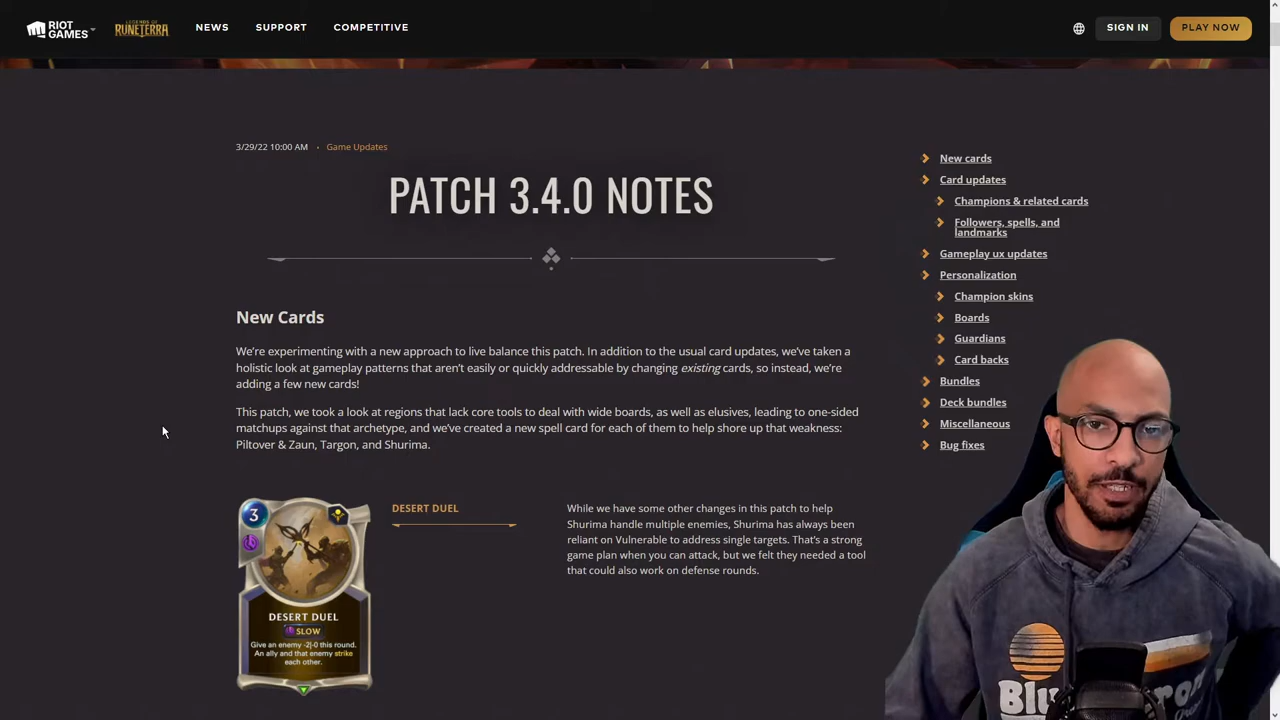 RIOT GAMES
LEGENDS OF RUNETERRA
NEWS
SUPPORT
COMPETITIVE
SIGN IN
PLAY NOW
3/29/22 10:00 AM • Game Updates
PATCH 3.4.0 NOTES
New Cards
We're experimenting with a new approach to live balance this patch. In addition to the usual card updates, we've taken a
holistic look at gameplay patterns that aren't easily or quickly addressable by changing existing cards, so instead, we're
adding a few new cards!
This patch, we took a look at regions that lack core tools to deal with wide boards, as well as elusives, leading to one-sided
matchups against that archetype, and we've created a new spell card for each of them to help shore up that weakness:
Piltover & Zaun, Targon, and Shurima.
3
DESERT DUEL
SLOW
Give an enemy -2|-0 this round.
An ally and that enemy strike
each other.
DESERT DUEL
While we have some other changes in this patch to help
Shurima handle multiple enemies, Shurima has always been
reliant on Vulnerable to address single targets. That's a strong
game plan when you can attack, but we felt they needed a tool
that could also work on defense rounds.
New cards
Card updates
Champions & related cards
Followers, spells, and
landmarks
Gameplay ux updates
Personalization
Champion skins
Boards
Guardians
Card backs
Bundles
Deck bundles
Miscellaneous
Bug fixes